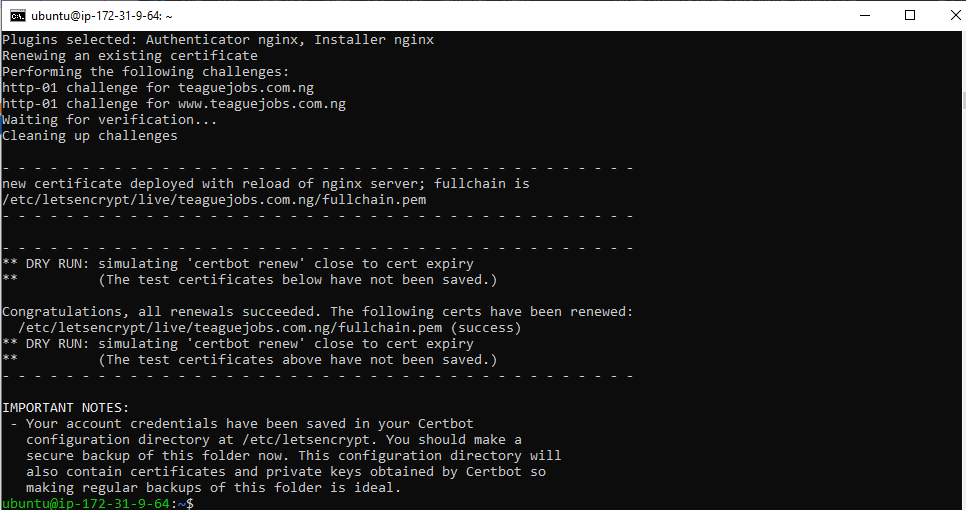 ubuntu@ip-172-31-9-64: ~
Plugins selected: Authenticator nginx, Installer nginx
Renewing an existing certificate
Performing the following challenges:
http-01 challenge for teaguejobs.com.ng
http-01 challenge for www.teaguejobs.com.ng
Waiting for verification...
Cleaning up challenges
- - - - - - - - - - - - - - - - - - - - - - - - - - - - - - - - - - - - - - - -
new certificate deployed with reload of nginx server; fullchain is
/etc/letsencrypt/live/teaguejobs.com.ng/fullchain.pem
- - - - - - - - - - - - - - - - - - - - - - - - - - - - - - - - - - - - - - - -
- - - - - - - - - - - - - - - - - - - - - - - - - - - - - - - - - - - - - - - -
** DRY RUN: simulating 'certbot renew' close to cert expiry
**          (The test certificates below have not been saved.)
Congratulations, all renewals succeeded. The following certs have been renewed:
  /etc/letsencrypt/live/teaguejobs.com.ng/fullchain.pem (success)
** DRY RUN: simulating 'certbot renew' close to cert expiry
**          (The test certificates above have not been saved.)
- - - - - - - - - - - - - - - - - - - - - - - - - - - - - - - - - - - - - - - -
IMPORTANT NOTES:
 - Your account credentials have been saved in your Certbot
   configuration directory at /etc/letsencrypt. You should make a
   secure backup of this folder now. This configuration directory will
   also contain certificates and private keys obtained by Certbot so
   making regular backups of this folder is ideal.
ubuntu@ip-172-31-9-64:~$